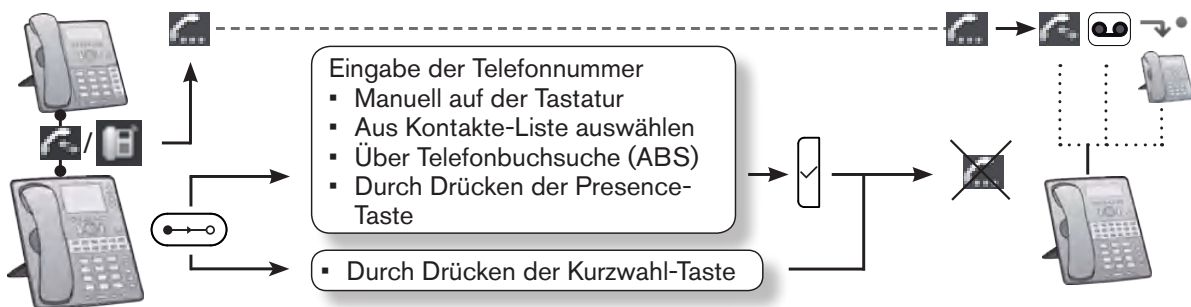 Eingabe der Telefonnummer
▪ Manuell auf der Tastatur
▪ Aus Kontakte-Liste auswählen
▪ Über Telefonbuchsuche (ABS)
▪ Durch Drücken der Presence-
Taste
/
▪ Durch Drücken der Kurzwahl-Taste